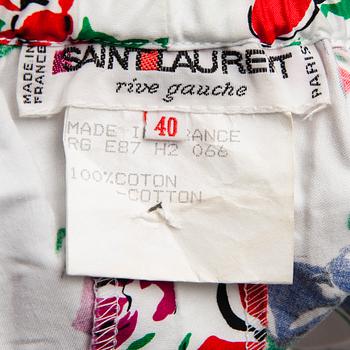 MADE IN
FRANCE
SAINT LAURENT
PARIS
rive gauche
40
MADE IN FRANCE
RG E87 H2 066
100%COTON
-COTTON